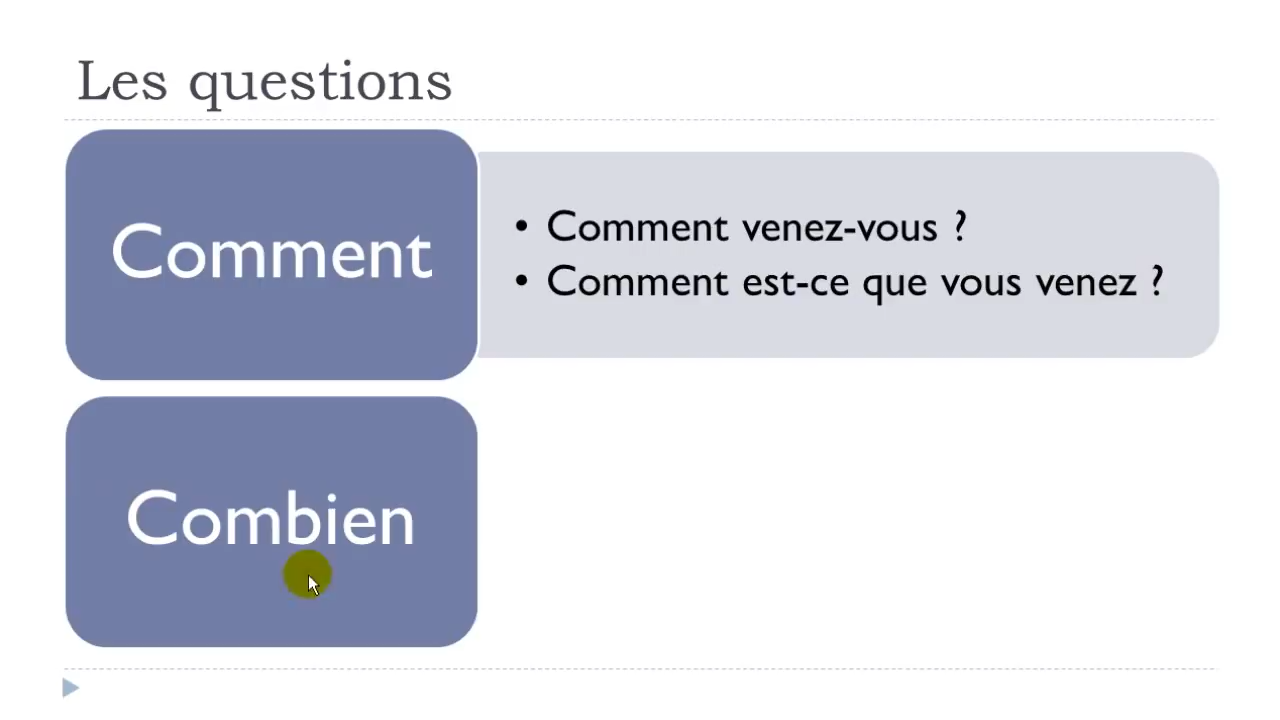 Les questions
Comment
• Comment venez-vous ?
• Comment est-ce que vous venez ?
Combien